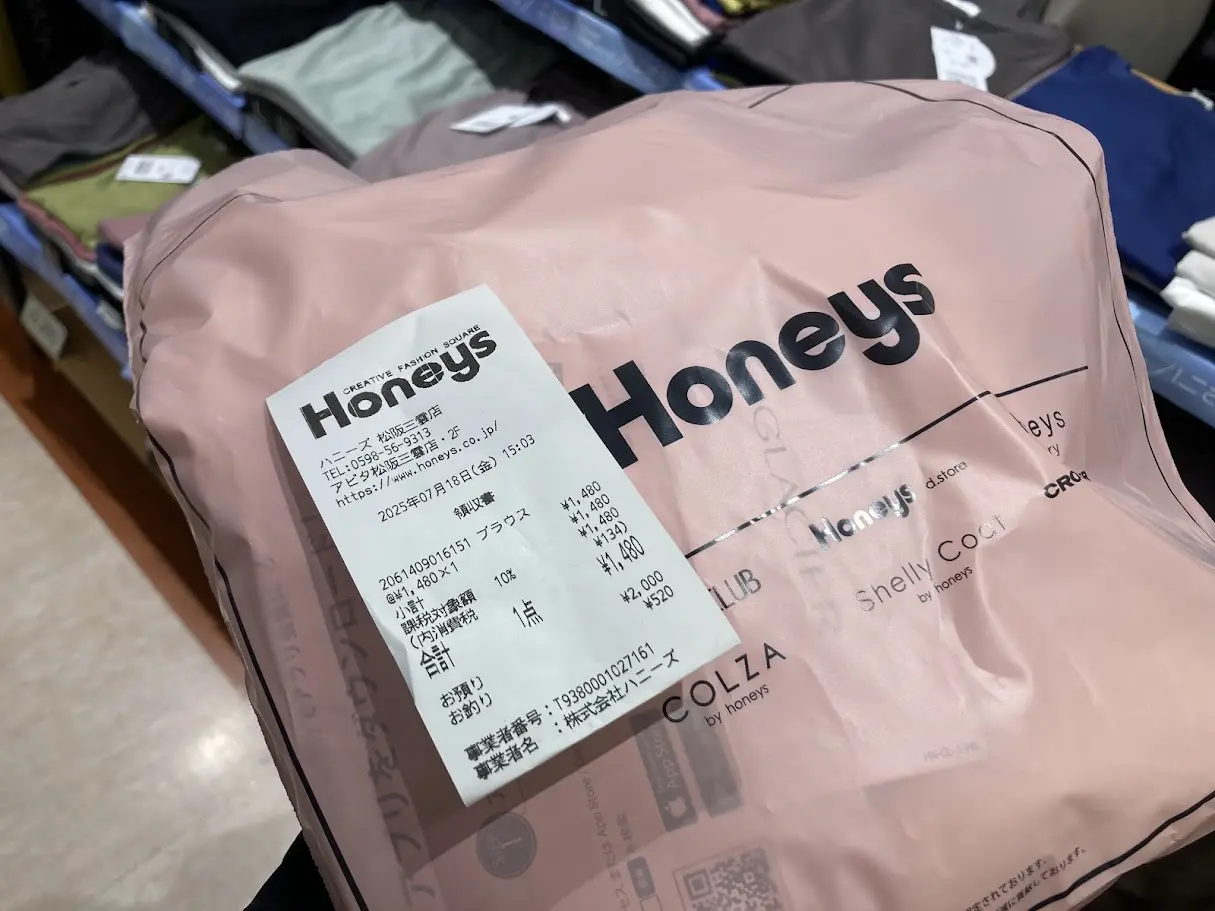 CREATIVE FASHION SQUARE
Honeys
ハニーズ 松阪三雲店
TEL:0598-56-9313
アピタ松阪三雲店・2F
https://www.honeys.co.jp/
2025年07月18日(金) 15:03
領収書
2061409016151 ブラウス ¥1,480
@¥1,480×1
小計 ¥1,480
課税対象額 10% ¥1,480
(内消費税 ¥134)
合計 1点 ¥1,480
お預り ¥2,000
お釣り ¥520
事業者番号:T9380001027161
事業者名 :株式会社ハニーズ
Honeys
GLACIER
Honeys d.store
CLUB
Shelly Coat
by honeys
COLZA
by honeys
App Store